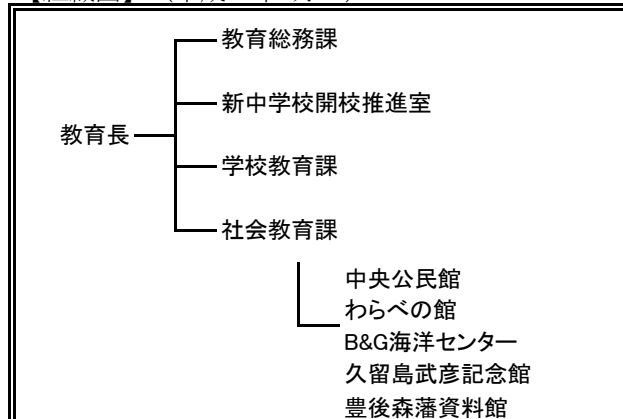 教育総務課
新中学校開校推進室
教育長
学校教育課
社会教育課
中央公民館
わらべの館
B&G海洋センター
久留島武彦記念館
豊後森藩資料館